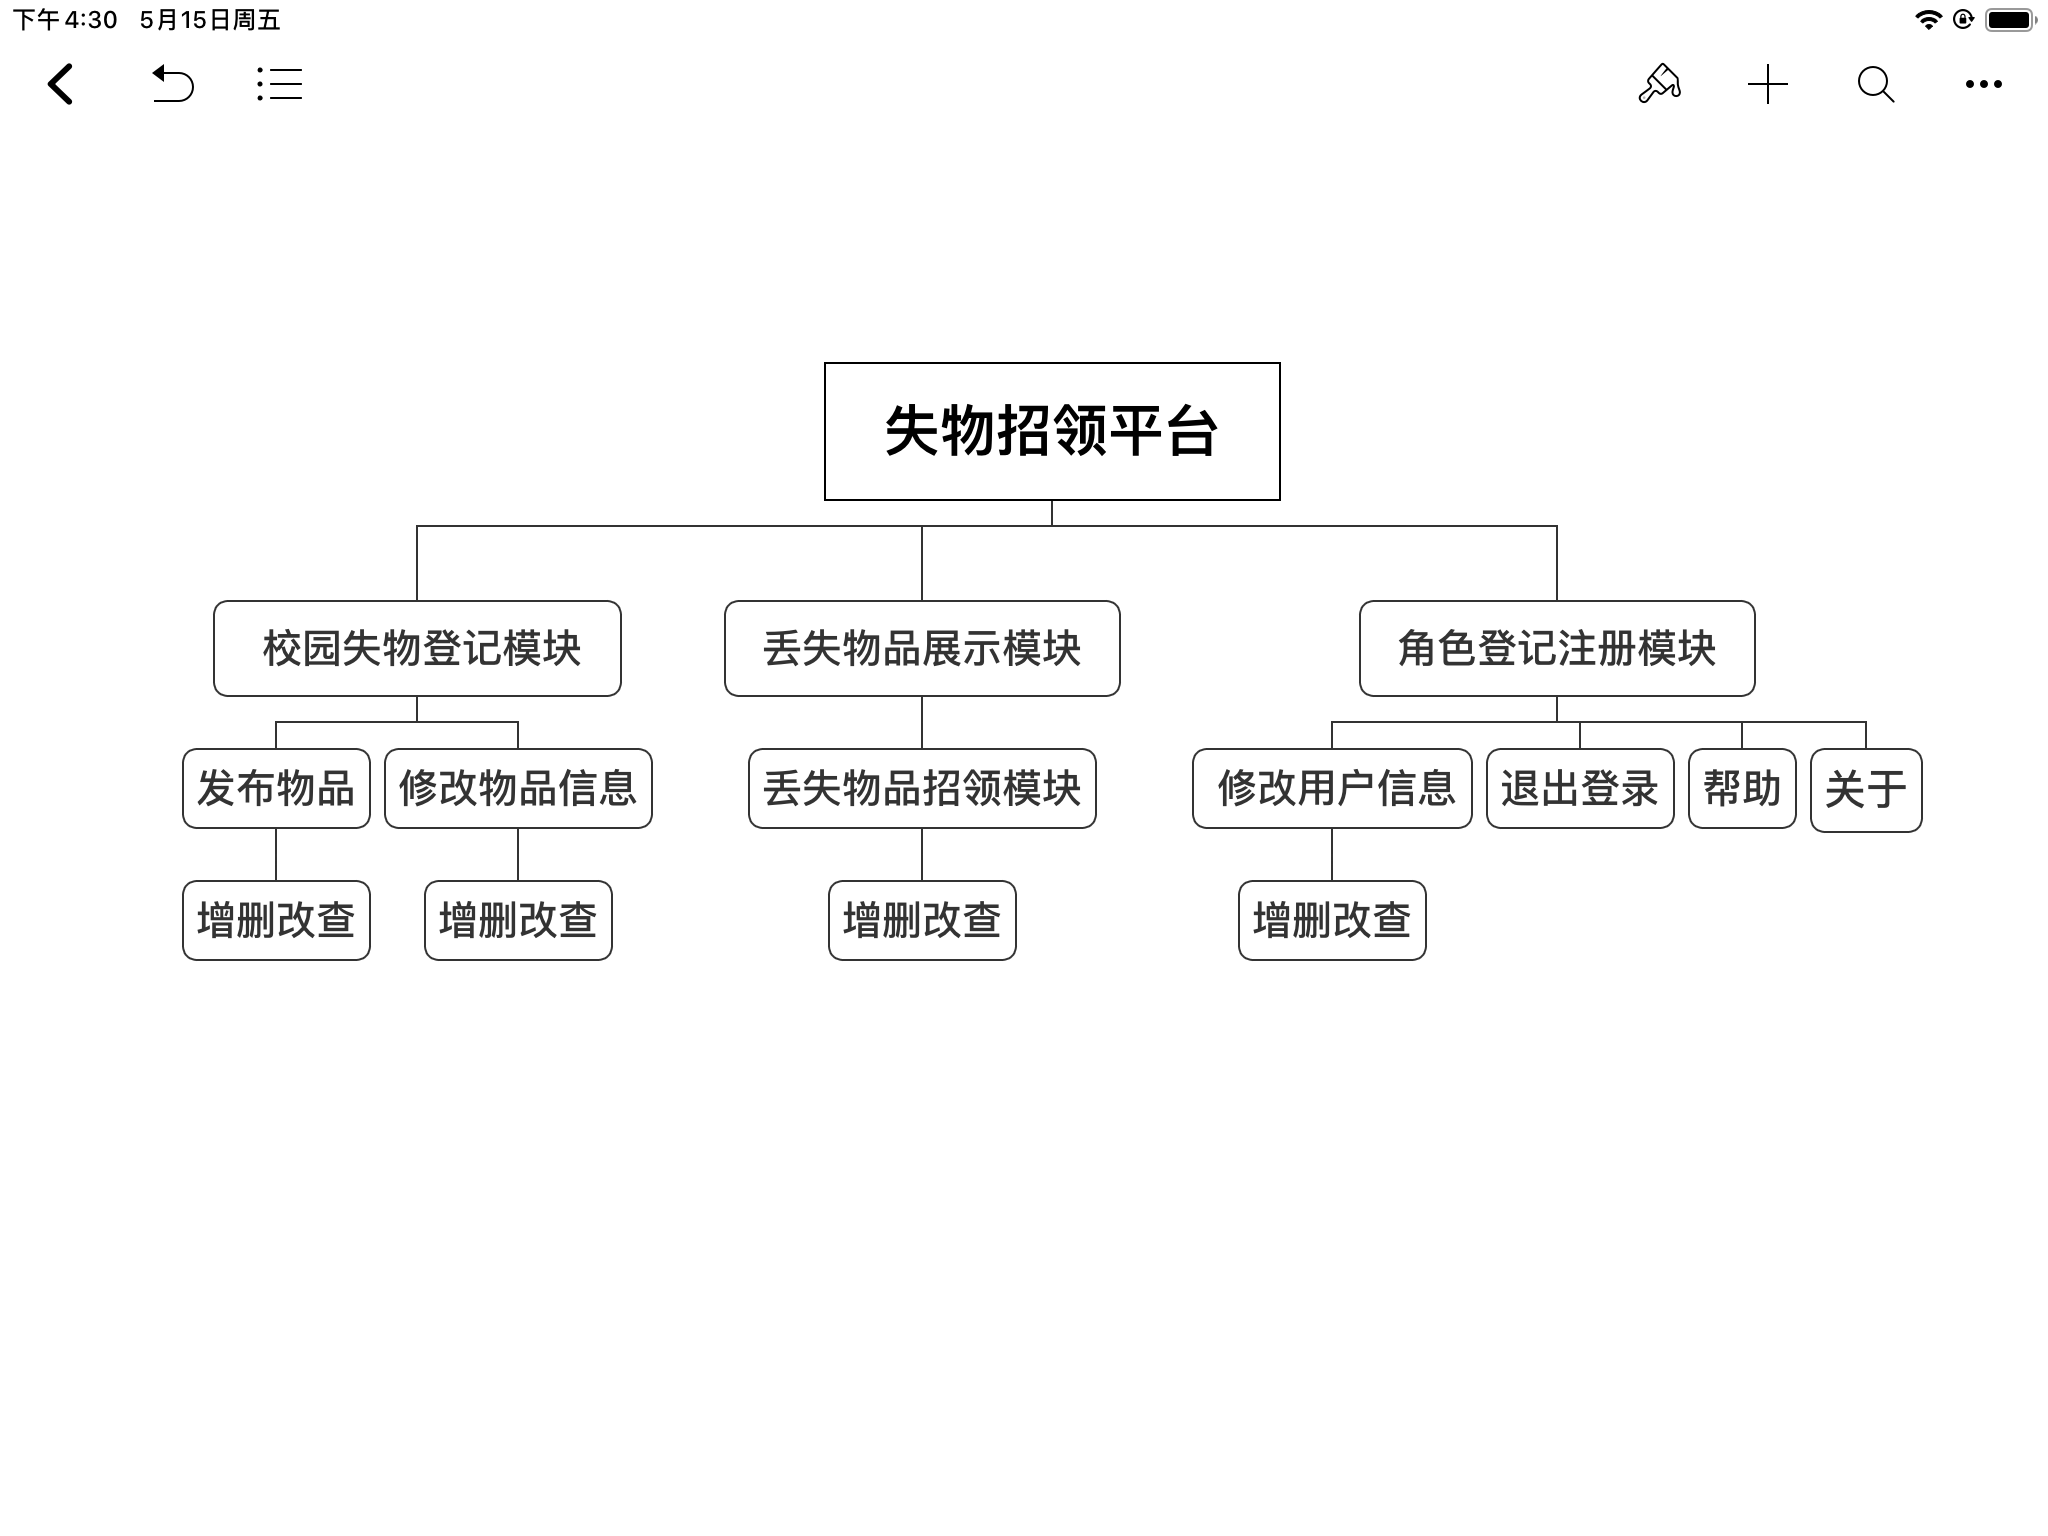 下午4:30 5月15日周五
失物招领平台
校园失物登记模块 丢失物品展示模块 角色登记注册模块
发布物品 修改物品信息 丢失物品招领模块 修改用户信息 退出登录 帮助 关于
增删改查 增删改查 增删改查 增删改查